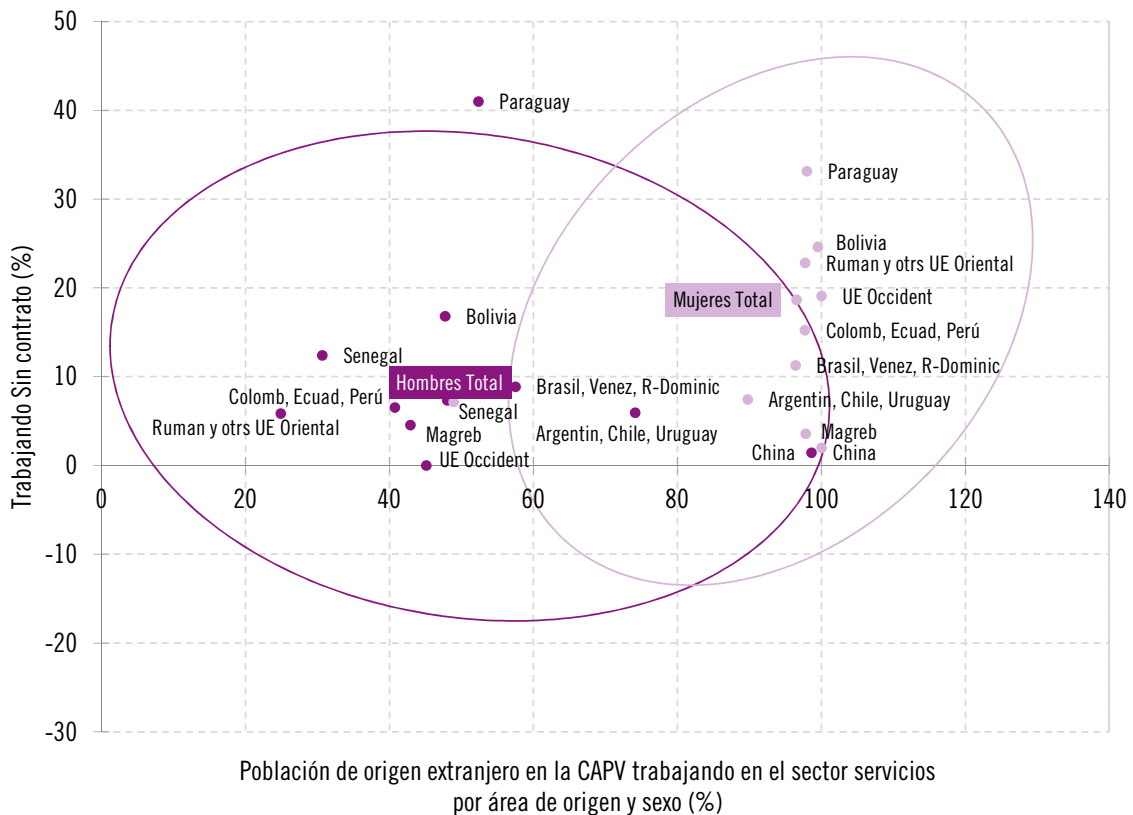 50
40
30
20
10
0
-10
-20
-30
Trabajando Sin contrato (%)
Paraguay
Paraguay
Bolivia
Ruman y otrs UE Oriental
Mujeres Total
UE Occident
Bolivia
Colomb, Ecuad, Perú
Senegal
Brasil, Venez, R-Dominic
Hombres Total
Brasil, Venez, R-Dominic
Colomb, Ecuad, Perú
Senegal
Argentin, Chile, Uruguay
Ruman y otrs UE Oriental
Magreb
Argentin, Chile, Uruguay
Magreb
UE Occident
China
China
0 20 40 60 80 100 120 140
Población de origen extranjero en la CAPV trabajando en el sector servicios
por área de origen y sexo (%)